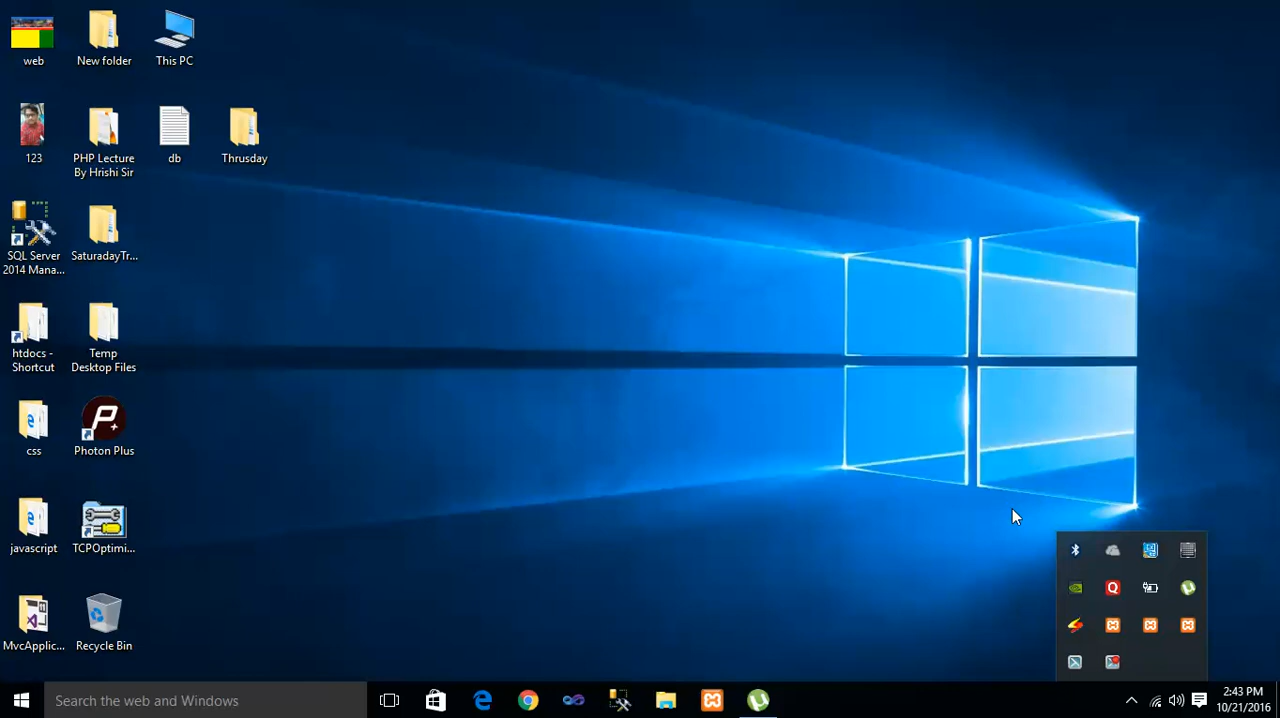 web
New folder
This PC
123
PHP Lecture
By Hrishi Sir
db
Thrusday
SQL Server
2014 Mana...
SaturadayTr...
htdocs -
Shortcut
Temp
Desktop Files
css
Photon Plus
javascript
TCPOptimi...
MvcApplic...
Recycle Bin
Search the web and Windows
2:43 PM
10/21/2016